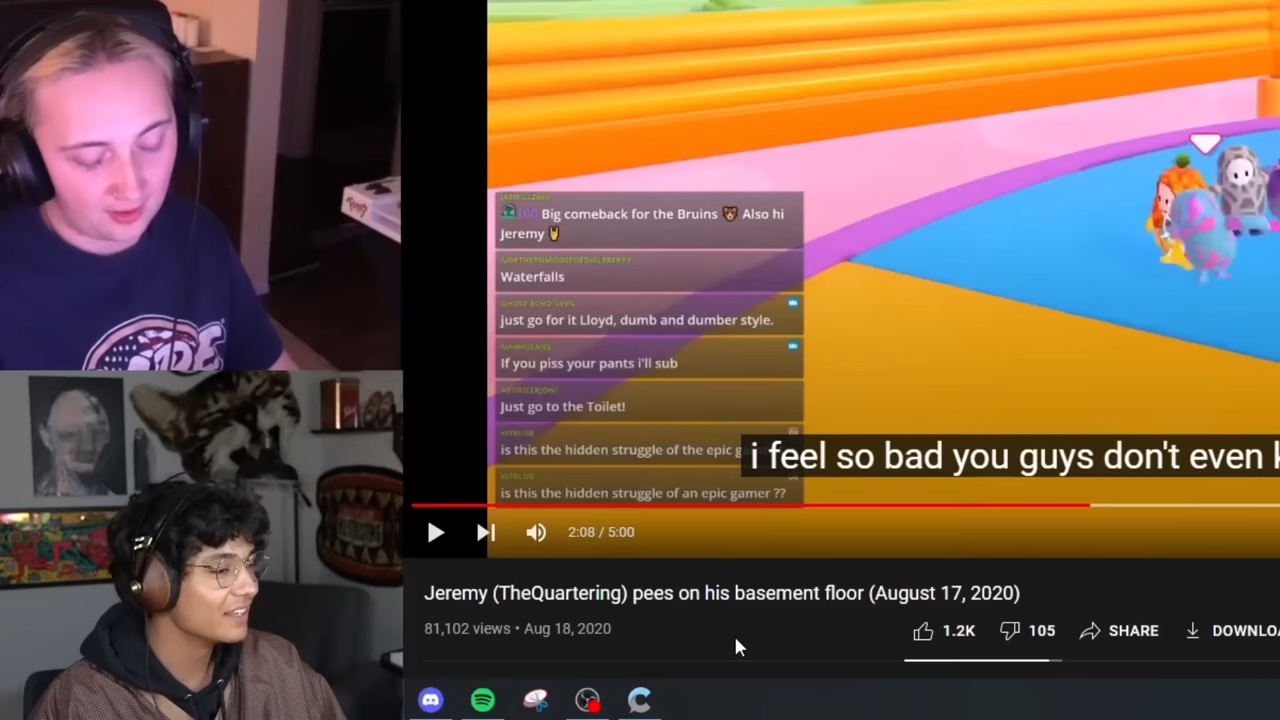 Big comeback for the Bruins 🐻 Also hi
Jeremy 🤘
Waterfalls
just go for it Lloyd, dumb and dumber style.
If you piss your pants i'll sub
Just go to the Toilet!
is this the hidden struggle of the epic g
is this the hidden struggle of an epic gamer ??
i feel so bad you guys don't even k
2:08 / 5:00
Jeremy (TheQuartering) pees on his basement floor (August 17, 2020)
81,102 views • Aug 18, 2020
1.2K 105 SHARE DOWNLOA